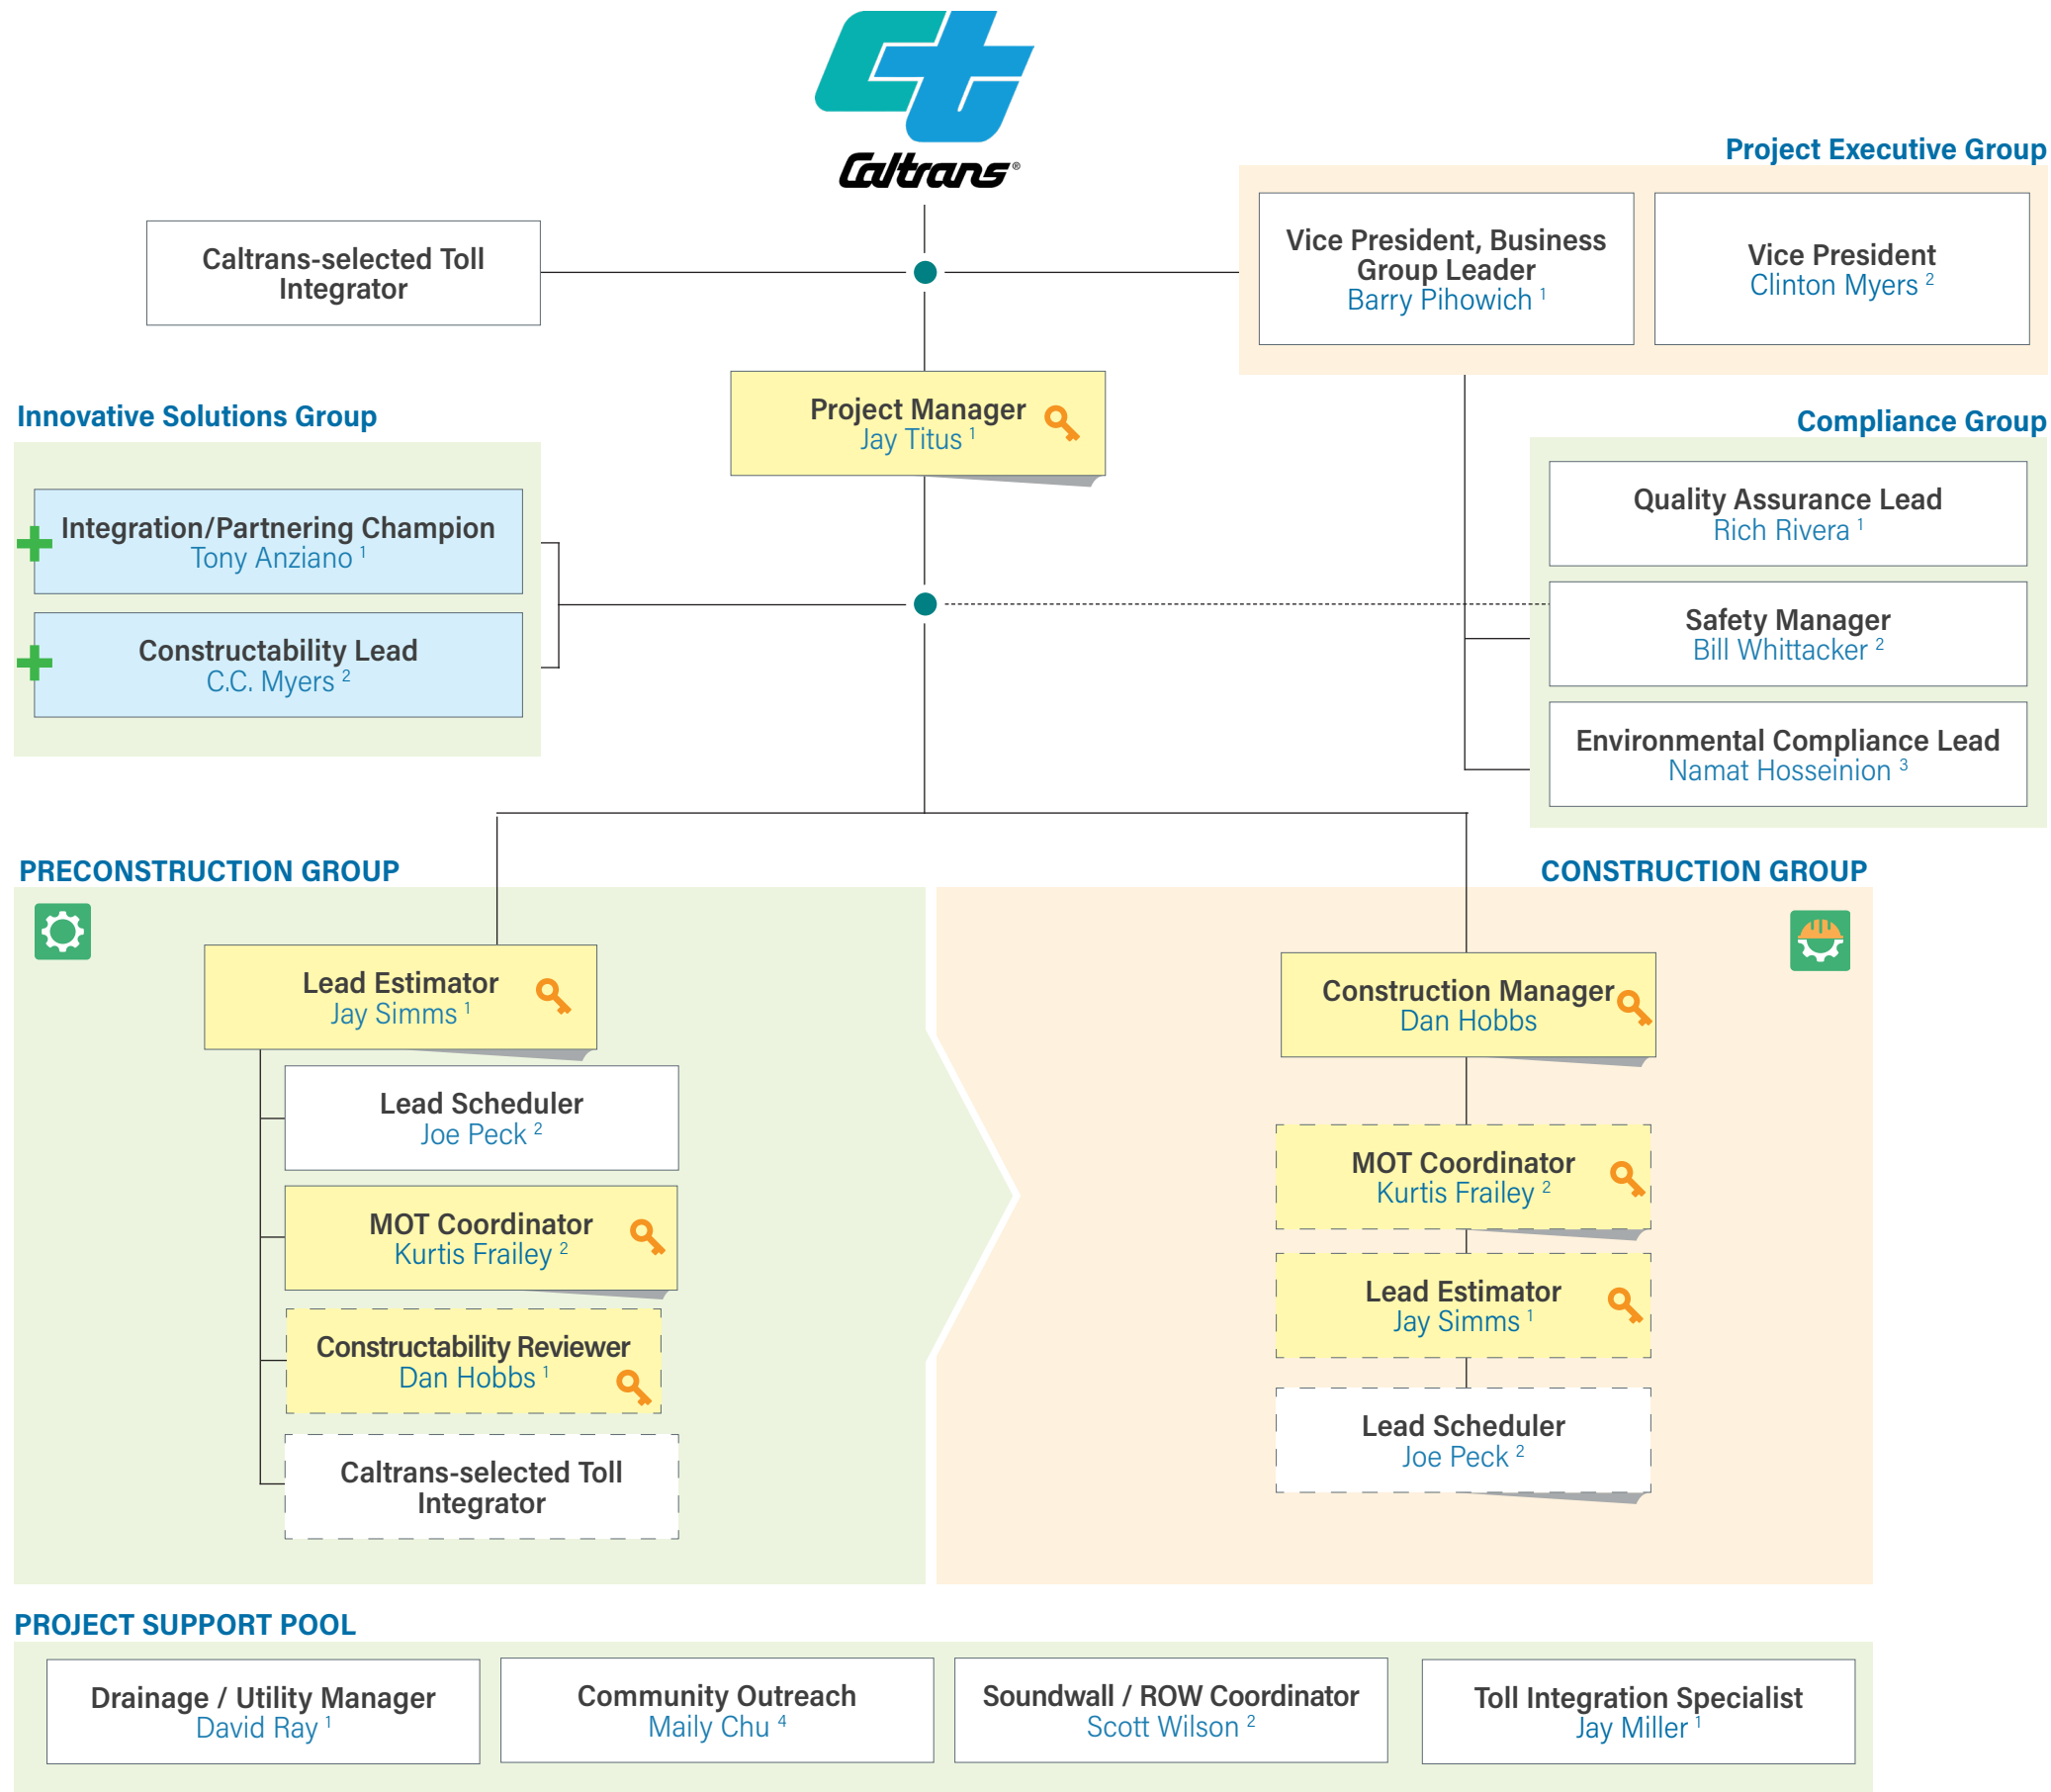 Caltrans®
Project Executive Group
Vice President, Business
Group Leader
Barry Pihowich 1
Vice President
Clinton Myers 2
Caltrans-selected Toll
Integrator
Project Manager
Jay Titus 1
Innovative Solutions Group
Integration/Partnering Champion
Tony Anziano 1
Constructability Lead
C.C. Myers 2
Compliance Group
Quality Assurance Lead
Rich Rivera 1
Safety Manager
Bill Whittacker 2
Environmental Compliance Lead
Namat Hosseinion 3
PRECONSTRUCTION GROUP
Lead Estimator
Jay Simms 1
Lead Scheduler
Joe Peck 2
MOT Coordinator
Kurtis Frailey 2
Constructability Reviewer
Dan Hobbs 1
Caltrans-selected Toll
Integrator
CONSTRUCTION GROUP
Construction Manager
Dan Hobbs
MOT Coordinator
Kurtis Frailey 2
Lead Estimator
Jay Simms 1
Lead Scheduler
Joe Peck 2
PROJECT SUPPORT POOL
Drainage / Utility Manager
David Ray 1
Community Outreach
Maily Chu 4
Soundwall / ROW Coordinator
Scott Wilson 2
Toll Integration Specialist
Jay Miller 1